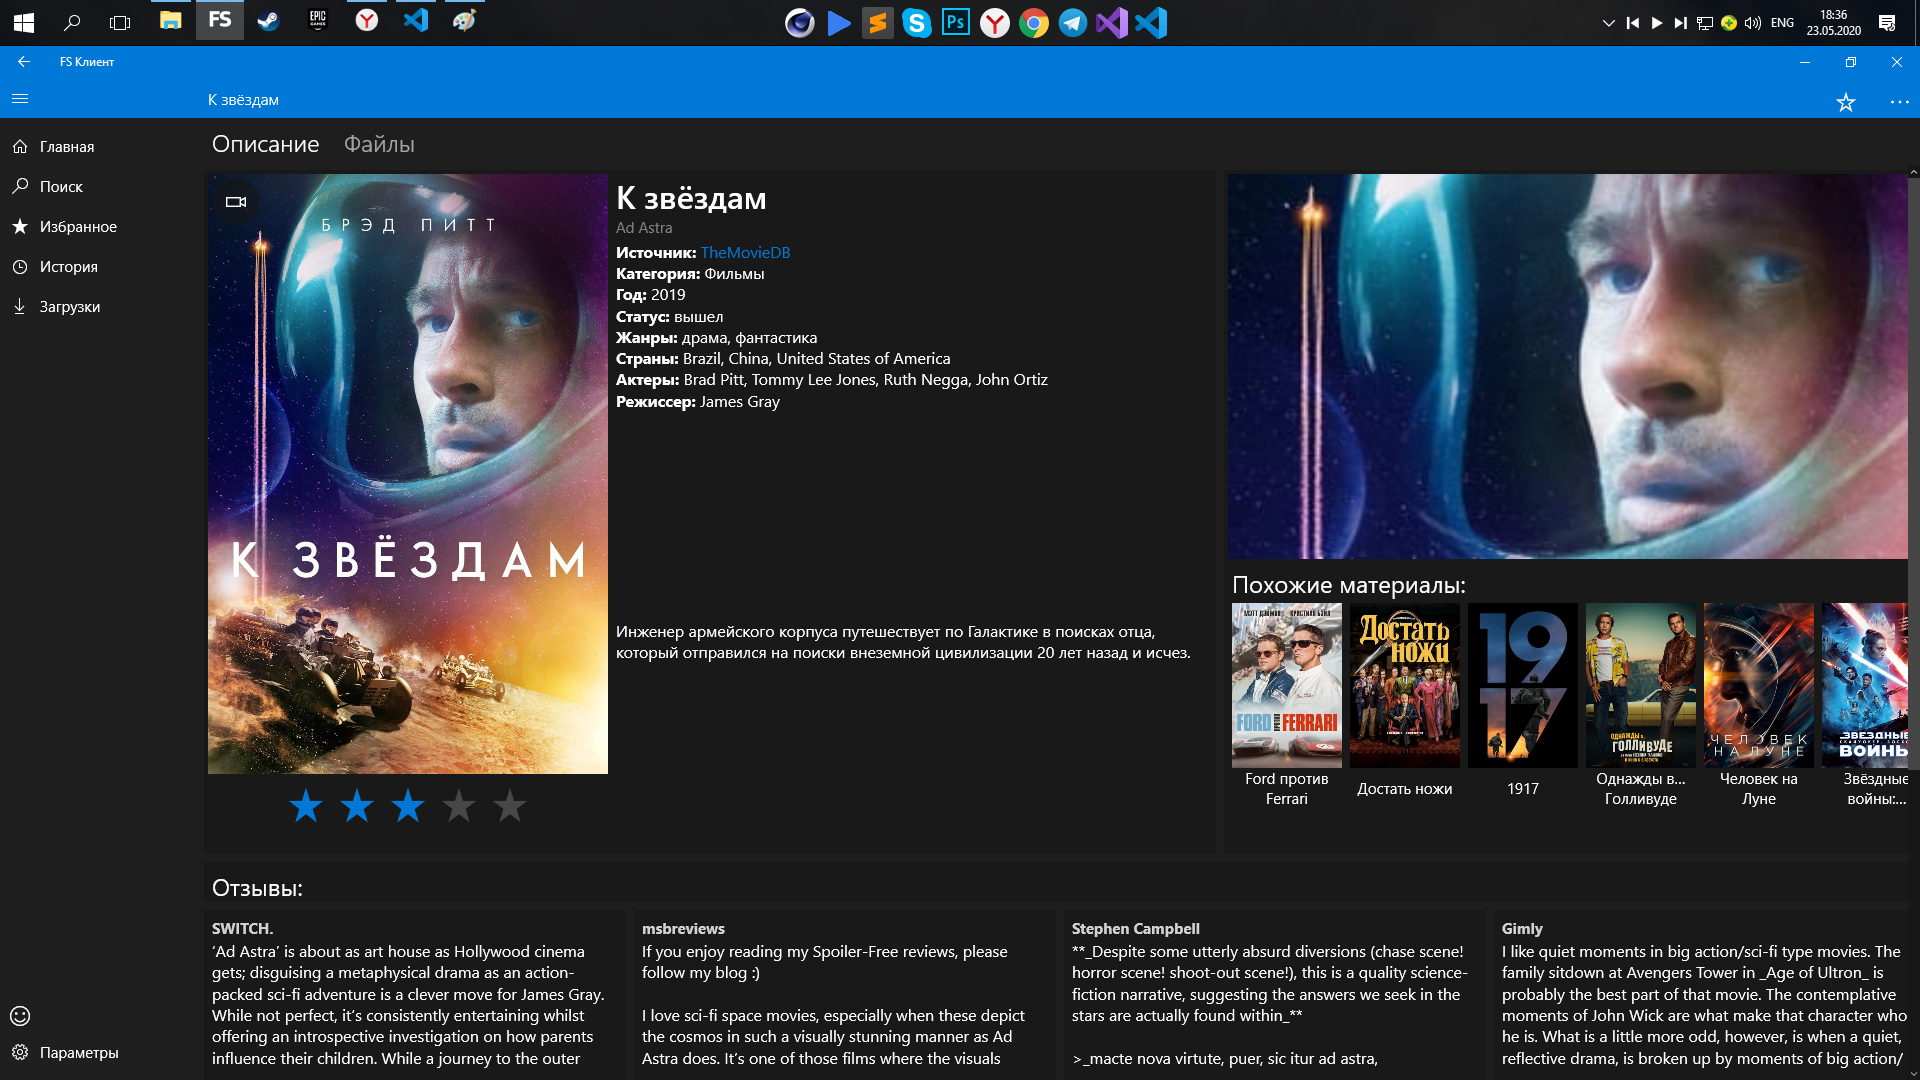 FS
EPIC
GAMES
S
Ps
ENG
18:36
23.05.2020
FS Клиент
К звёздам
Главная
Поиск
Избранное
История
Загрузки
Параметры
Описание
Файлы
БРЭД ПИТТ
К ЗВЁЗДАМ
К звёздам
Ad Astra
Источник: TheMovieDB
Категория: Фильмы
Год: 2019
Статус: вышел
Жанры: драма, фантастика
Страны: Brazil, China, United States of America
Актеры: Brad Pitt, Tommy Lee Jones, Ruth Negga, John Ortiz
Режиссер: James Gray
Инженер армейского корпуса путешествует по Галактике в поисках отца,
который отправился на поиски внеземной цивилизации 20 лет назад и исчез.
Похожие материалы:
МЭТТ ДЭЙМОН КРИСТИАН БЭЙЛ
FORD ПРОТИВ FERRARI
Ford против
Ferrari
Достать
ножи
Достать ножи
19
17
1917
ОДНАЖДЫ в...
ГОЛЛИВУДЕ
Однажды в...
Голливуде
ЧЕЛОВЕК
НА ЛУНЕ
Человек на
Луне
ЗВЕЗДНЫЕ
ВОЙНЫ
Звёздные
войны:...
Отзывы:
SWITCH.
‘Ad Astra’ is about as art house as Hollywood cinema
gets; disguising a metaphysical drama as an action-
packed sci-fi adventure is a clever move for James Gray.
While not perfect, it’s consistently entertaining whilst
offering an introspective investigation on how parents
influence their children. While a journey to the outer
msbreviews
If you enjoy reading my Spoiler-Free reviews, please
follow my blog :)
I love sci-fi space movies, especially when these depict
the cosmos in such a visually stunning manner as Ad
Astra does. It’s one of those films where the visuals
Stephen Campbell
**_Despite some utterly absurd diversions (chase scene!
horror scene! shoot-out scene!), this is a quality science-
fiction narrative, suggesting the answers we seek in the
stars are actually found within_**
>_macte nova virtute, puer, sic itur ad astra,
Gimly
I like quiet moments in big action/sci-fi type movies. The
family sitdown at Avengers Tower in _Age of Ultron_ is
probably the best part of that movie. The contemplative
moments of John Wick are what make that character who
he is. What is a little more odd, however, is when a quiet,
reflective drama, is broken up by moments of big action/